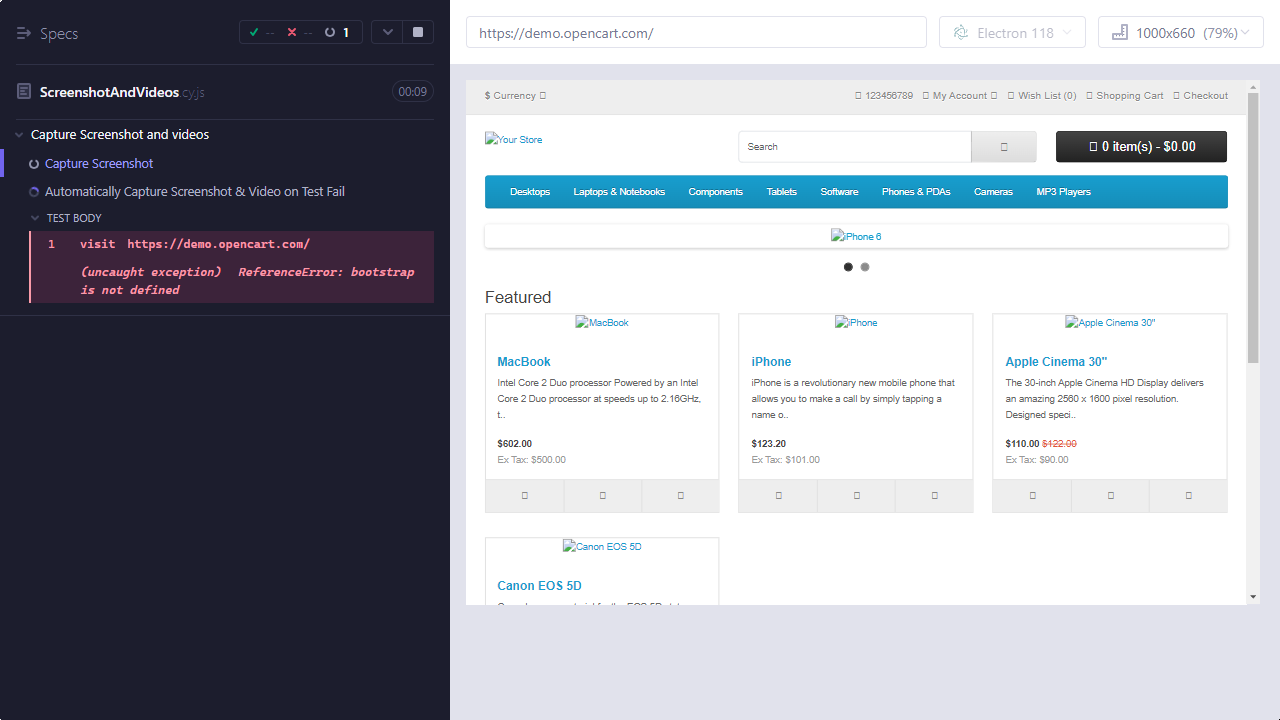 Specs
-- -- 1
ScreenshotAndVideos cy.js
00:09
Capture Screenshot and videos
Capture Screenshot
Automatically Capture Screenshot & Video on Test Fail
TEST BODY
1 visit https://demo.opencart.com/
(uncaught exception) ReferenceError: bootstrap
is not defined
https://demo.opencart.com/
Electron 118
1000x660 (79%)
$ Currency
123456789 My Account Wish List (0) Shopping Cart Checkout
Your Store
Search
0 item(s) - $0.00
Desktops Laptops & Notebooks Components Tablets Software Phones & PDAs Cameras MP3 Players
iPhone 6
Featured
MacBook
MacBook
Intel Core 2 Duo processor Powered by an Intel
Core 2 Duo processor at speeds up to 2.16GHz,
t..
$602.00
Ex Tax: $500.00
iPhone
iPhone
iPhone is a revolutionary new mobile phone that
allows you to make a call by simply tapping a
name o..
$123.20
Ex Tax: $101.00
Apple Cinema 30"
Apple Cinema 30"
The 30-inch Apple Cinema HD Display delivers
an amazing 2560 x 1600 pixel resolution.
Designed speci..
$110.00 $122.00
Ex Tax: $90.00
Canon EOS 5D
Canon EOS 5D